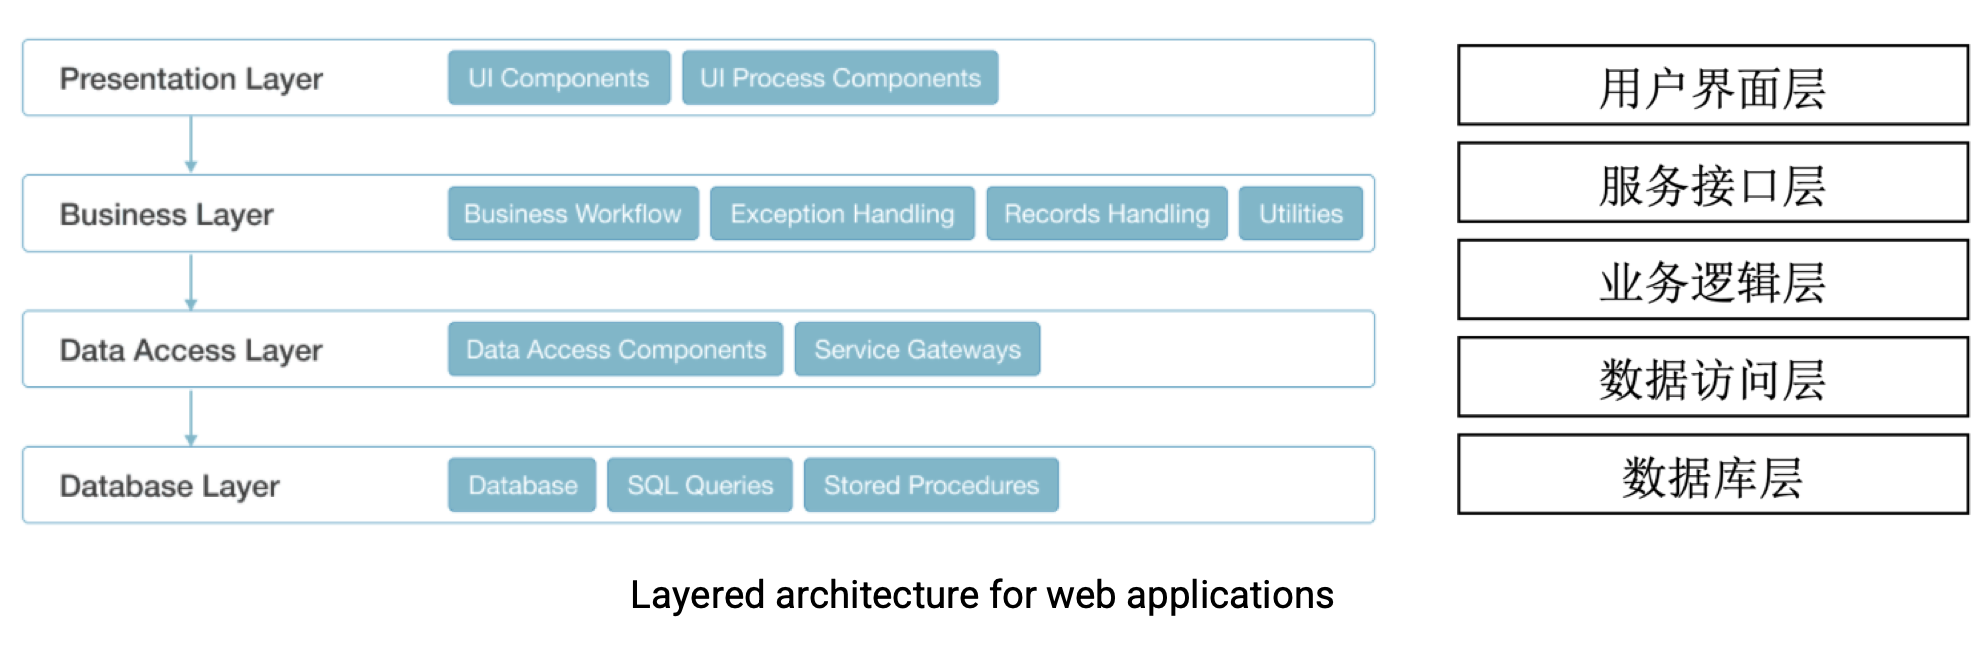 Presentation Layer UI Components UI Process Components
Business Layer Business Workflow Exception Handling Records Handling Utilities
Data Access Layer Data Access Components Service Gateways
Database Layer Database SQL Queries Stored Procedures
用户界面层
服务接口层
业务逻辑层
数据访问层
数据库层
Layered architecture for web applications